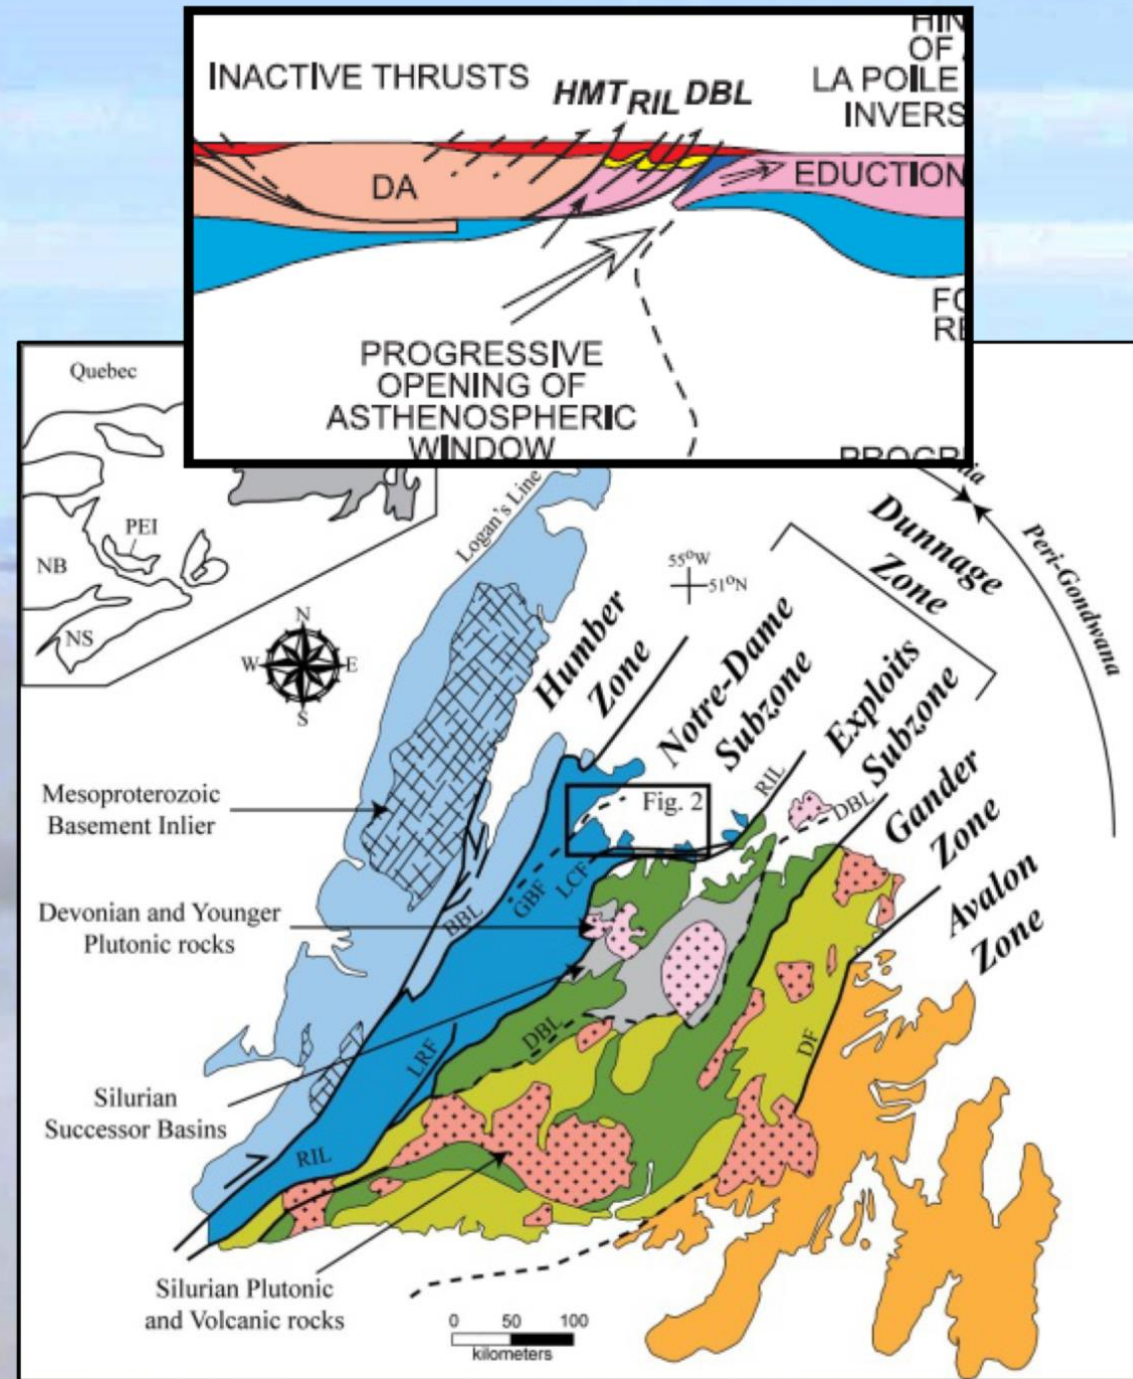 INACTIVE THRUSTS
HMT RIL DBL
OF
LA POILE
INVERS
DA
EDUCTION
PROGRESSIVE
OPENING OF
ASTHENOSPHERIC
WINDOW
Quebec
PEI
NB
NS
N
W E
S
Logan's Line
55°W
51°N
Humber
Zone
Notre-Dame
Subzone
Dunnage
Zone
Exploits
Subzone
Gander
Zone
Avalon
Zone
Peri-Gondwana
Fig. 2
RIL
DBL
GBF
LCF
BBL
DBL
LRF
DF
RIL
Mesoproterozoic
Basement Inlier
Devonian and Younger
Plutonic rocks
Silurian
Successor Basins
Silurian Plutonic
and Volcanic rocks
0 50 100
kilometers